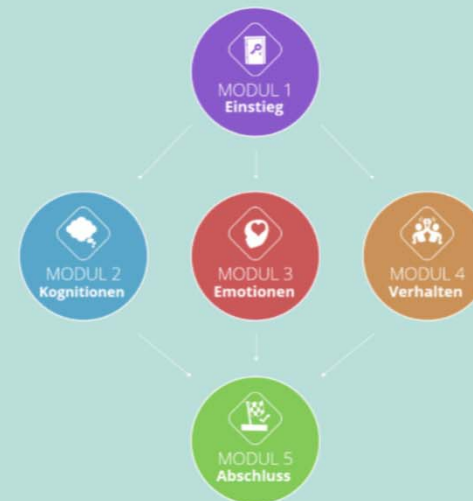 MODUL 1
Einstieg
MODUL 2
Kognitionen
MODUL 3
Emotionen
MODUL 4
Verhalten
MODUL 5
Abschluss